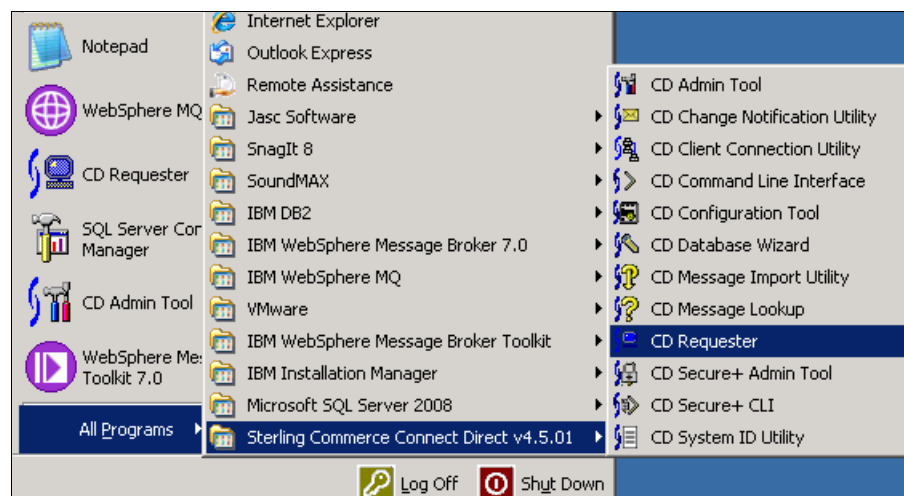 Notepad
WebSphere MQ
CD Requester
SQL Server Cor
Manager
CD Admin Tool
WebSphere Me:
Toolkit 7.0
All Programs
Internet Explorer
Outlook Express
Remote Assistance
Jasc Software
SnagIt 8
SoundMAX
IBM DB2
IBM WebSphere Message Broker 7.0
IBM WebSphere MQ
VMware
IBM WebSphere Message Broker Toolkit
IBM Installation Manager
Microsoft SQL Server 2008
Sterling Commerce Connect Direct v4.5.01
CD Admin Tool
CD Change Notification Utility
CD Client Connection Utility
CD Command Line Interface
CD Configuration Tool
CD Database Wizard
CD Message Import Utility
CD Message Lookup
CD Requester
CD Secure+ Admin Tool
CD Secure+ CLI
CD System ID Utility
Log Off
Shut Down